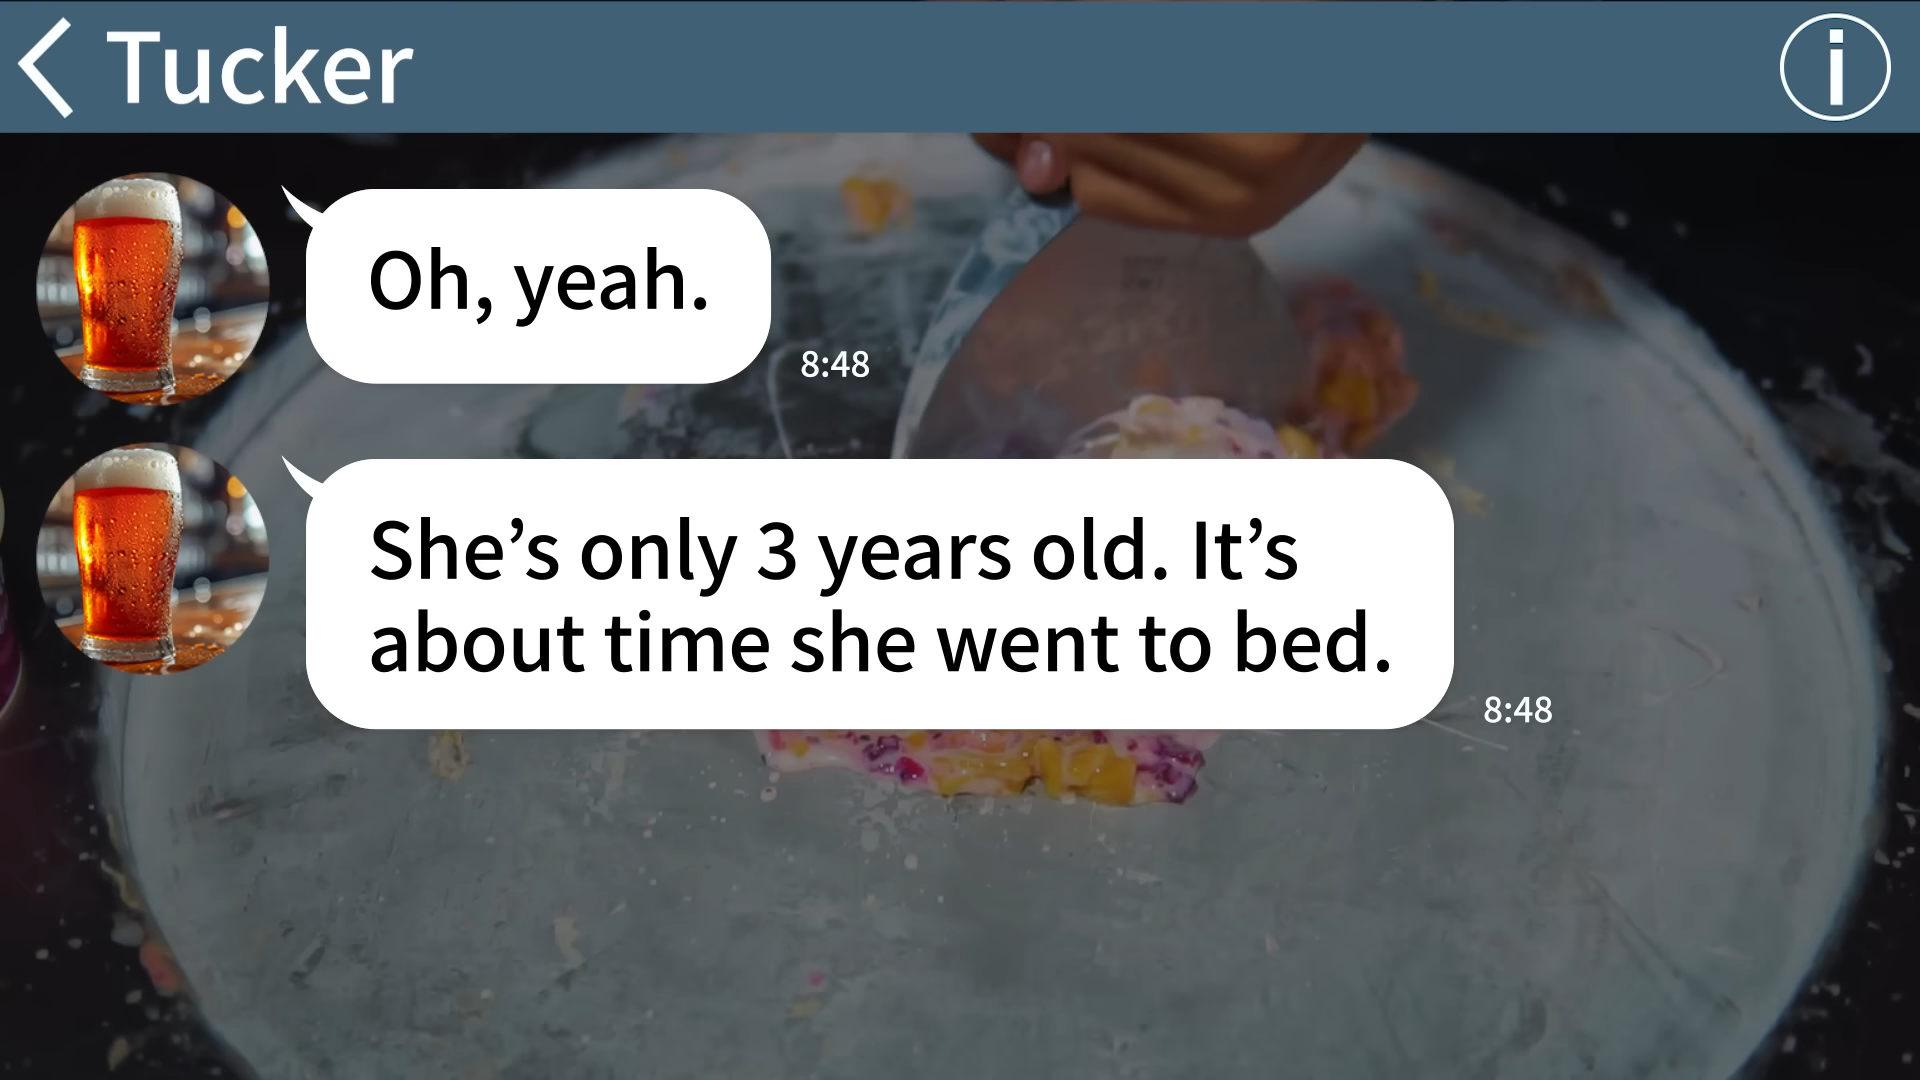 Tucker
Oh, yeah.
8:48
She’s only 3 years old. It’s
about time she went to bed.
8:48